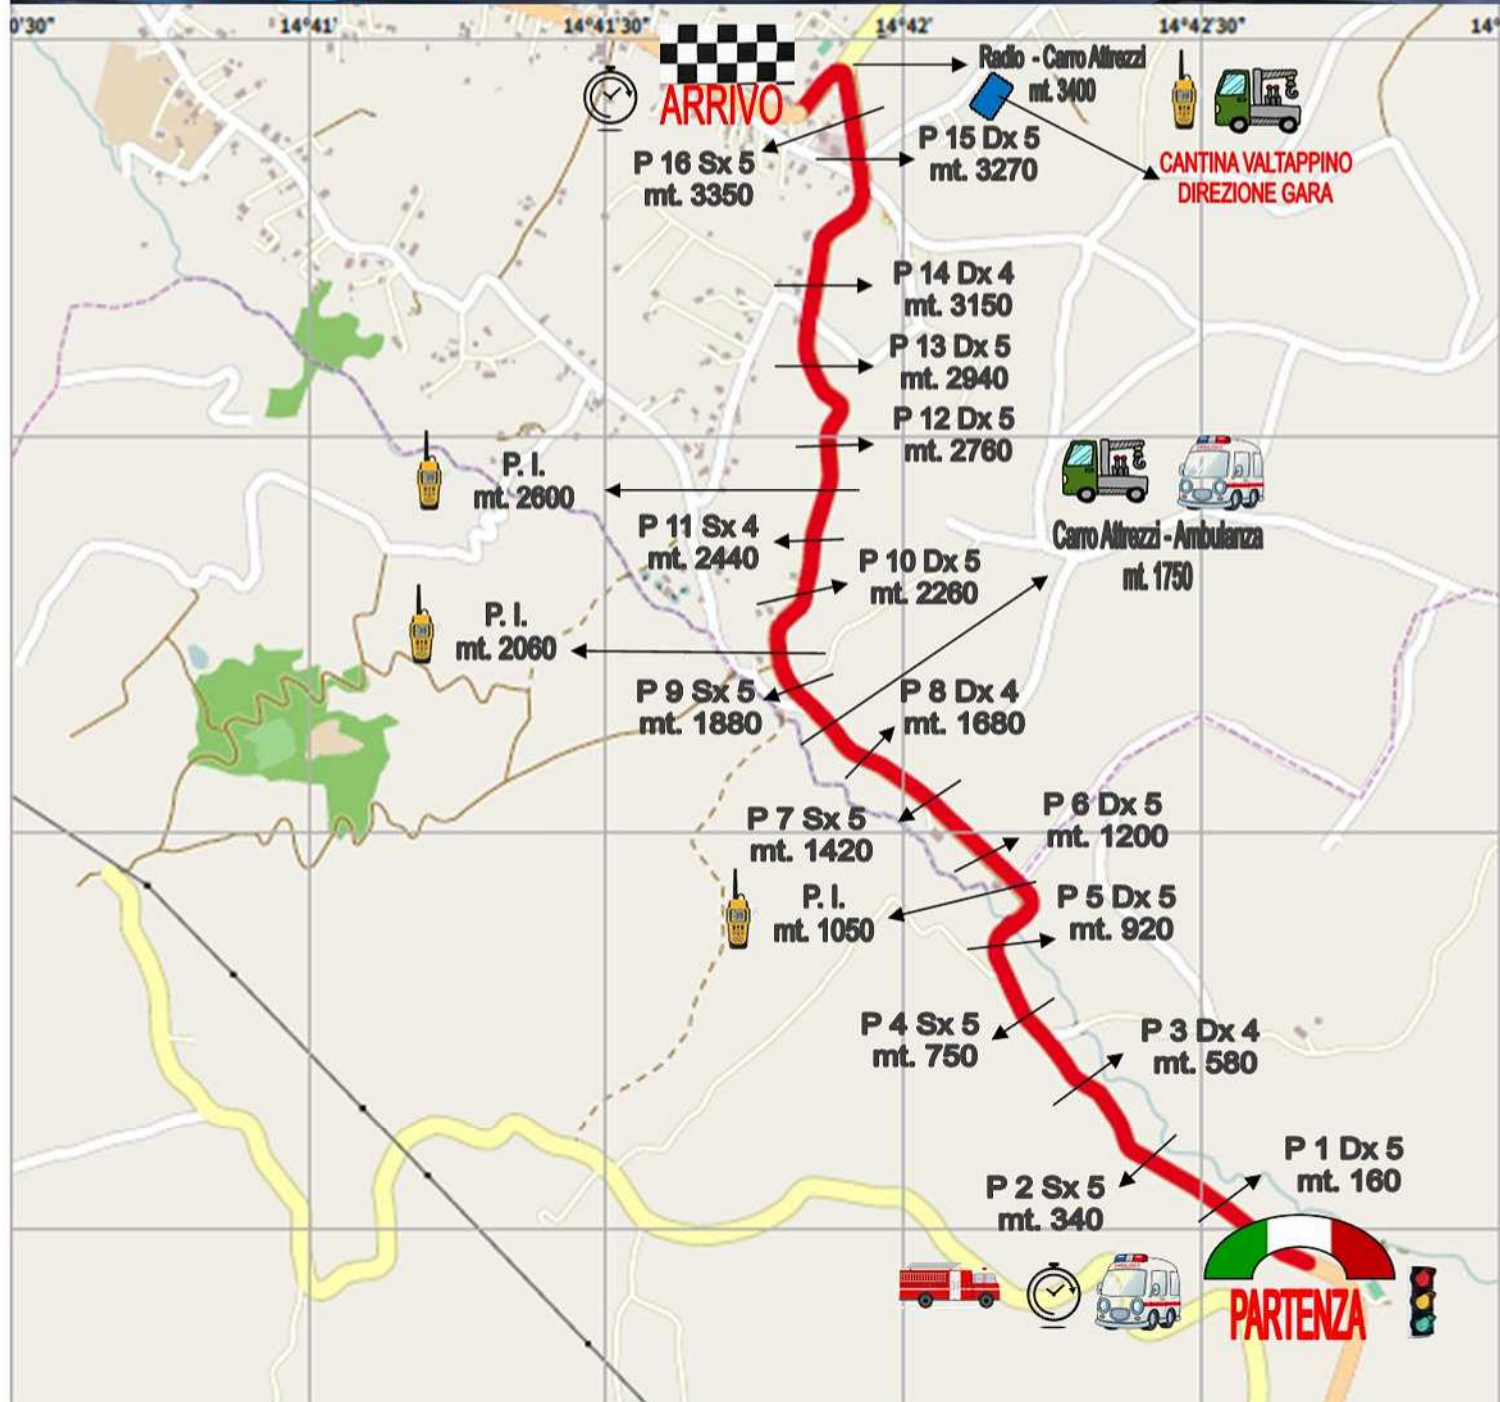 0'30"
14°41'
14°41'30"
14°42'
14°42'30"
14°
ARRIVO
Radio - Carro Attrezzi
mt. 3400
P 16 Sx 5
mt. 3350
P 15 Dx 5
mt. 3270
CANTINA VALTAPPINO
DIREZIONE GARA
P 14 Dx 4
mt. 3150
P 13 Dx 5
mt. 2940
P 12 Dx 5
mt. 2760
P. I.
mt. 2600
P 11 Sx 4
mt. 2440
Carro Attrezzi - Ambulanza
mt. 1750
P 10 Dx 5
mt. 2260
P. I.
mt. 2060
P 9 Sx 5
mt. 1880
P 8 Dx 4
mt. 1680
P 7 Sx 5
mt. 1420
P 6 Dx 5
mt. 1200
P. I.
mt. 1050
P 5 Dx 5
mt. 920
P 4 Sx 5
mt. 750
P 3 Dx 4
mt. 580
P 2 Sx 5
mt. 340
P 1 Dx 5
mt. 160
PARTENZA